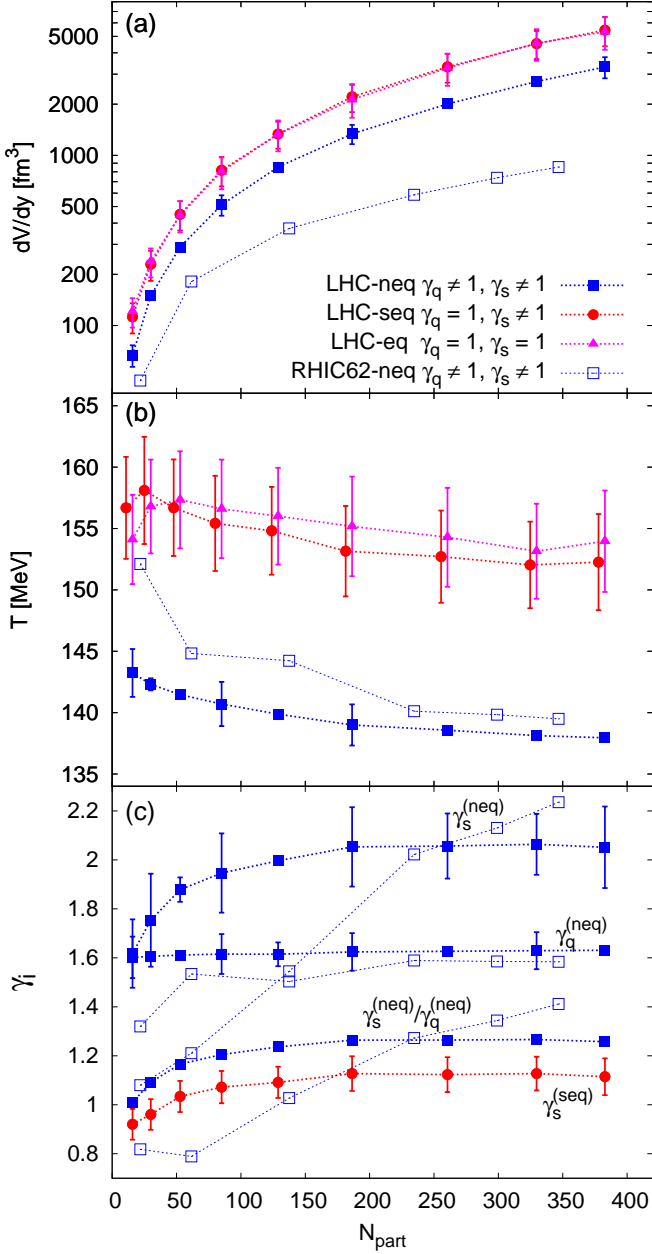 (a)
5000
2000
1000
500
200
100
dV/dy [fm³]
LHC-neq γq ≠ 1, γs ≠ 1
LHC-seq γq = 1, γs ≠ 1
LHC-eq γq = 1, γs = 1
RHIC62-neq γq ≠ 1, γs ≠ 1
(b)
165
160
155
150
145
140
135
T [MeV]
(c)
2.2
2
1.8
1.6
1.4
1.2
1
0.8
γi
γs(neq)
γq(neq)
γs(neq)/γq(neq)
γs(seq)
0 50 100 150 200 250 300 350 400
Npart